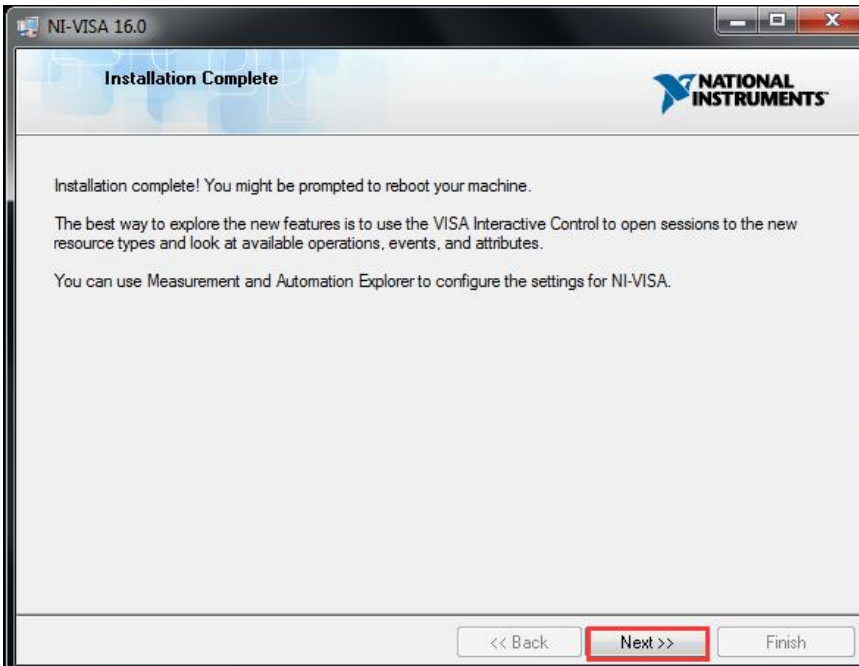 NI-VISA 16.0
Installation Complete
NATIONAL
INSTRUMENTS™
Installation complete! You might be prompted to reboot your machine.
The best way to explore the new features is to use the VISA Interactive Control to open sessions to the new
resource types and look at available operations, events, and attributes.
You can use Measurement and Automation Explorer to configure the settings for NI-VISA.
<< Back Next >> Finish